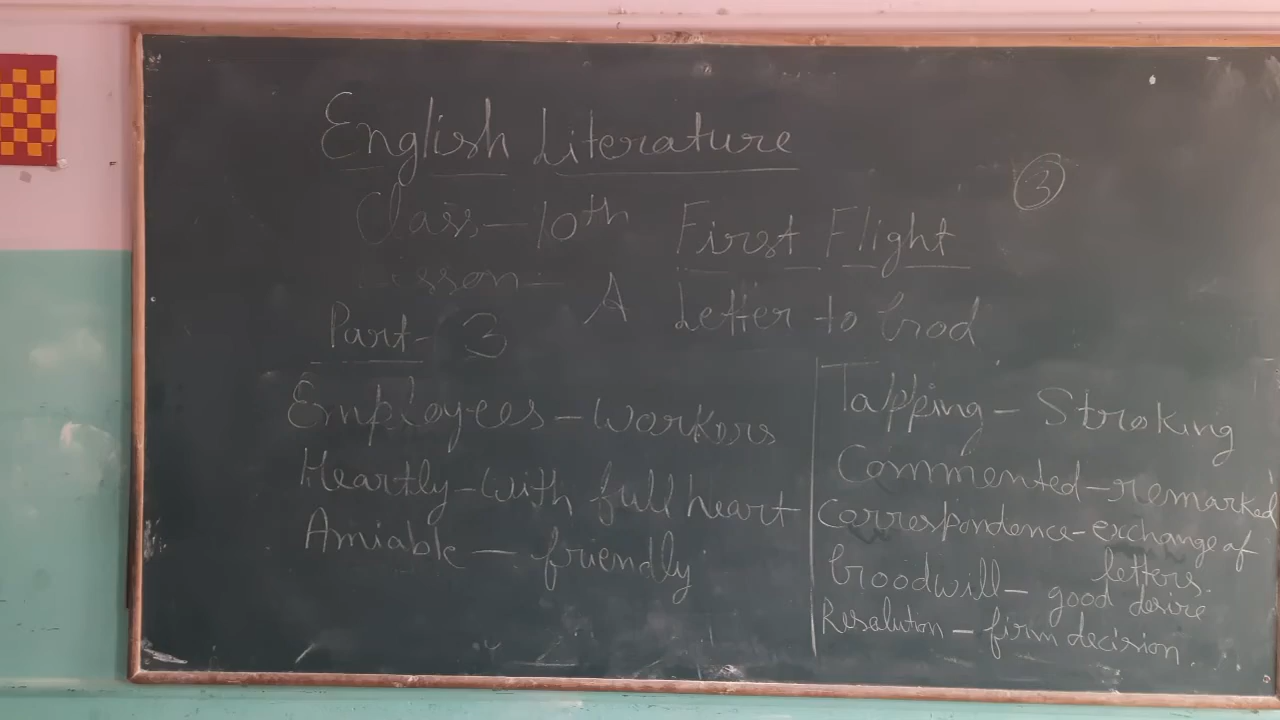 English Literature
3
Class-10th First Flight
Lesson- A Letter to God
Part- 3
Employees - workers
Heartly - with full heart
Amiable - friendly
Tapping - Stroking
Commented - remarked
Correspondence - exchange of
letters.
Goodwill - good desire
Resolution - firm decision.